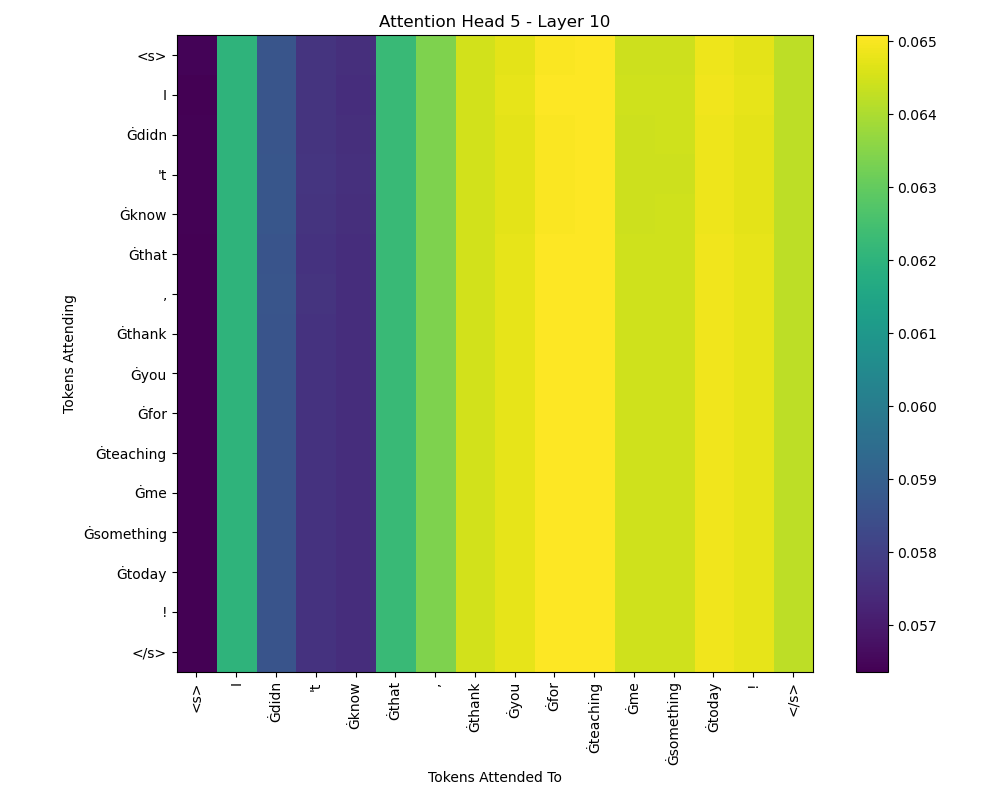 Attention Head 5 - Layer 10
<s>
I
Ġdidn
't
Ġknow
Ġthat
,
Ġthank
Ġyou
Ġfor
Ġteaching
Ġme
Ġsomething
Ġtoday
!
</s>
Tokens Attending
<s>
I
Ġdidn
't
Ġknow
Ġthat
,
Ġthank
Ġyou
Ġfor
Ġteaching
Ġme
Ġsomething
Ġtoday
!
</s>
Tokens Attended To
0.065
0.064
0.063
0.062
0.061
0.060
0.059
0.058
0.057